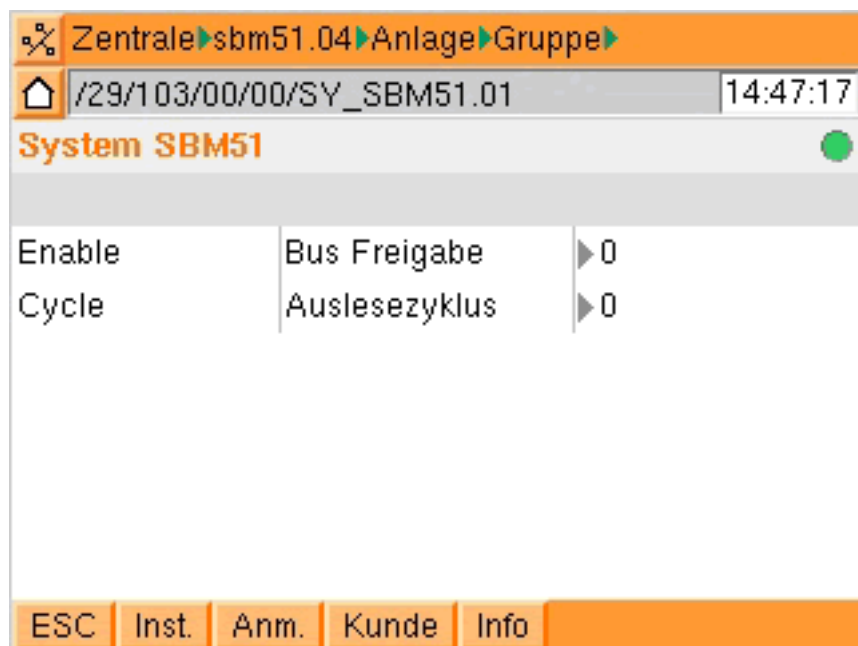 Zentrale sbm51.04 Anlage Gruppe
/29/103/00/00/SY_SBM51.01 14:47:17
System SBM51
Enable Bus Freigabe 0
Cycle Auslesezyklus 0
ESC Inst. Anm. Kunde Info